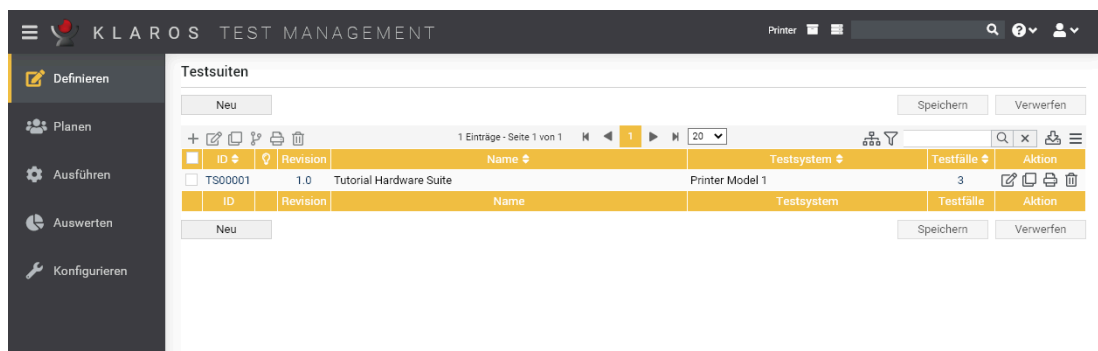 KLAROS TEST MANAGEMENT
Printer
Definieren
Planen
Ausführen
Auswerten
Konfigurieren
Testsuiten
Neu Speichern Verwerfen
1 Einträge - Seite 1 von 1 1 20
ID Revision Name Testsystem Testfälle Aktion
TS00001 1.0 Tutorial Hardware Suite Printer Model 1 3
ID Revision Name Testsystem Testfälle Aktion
Neu Speichern Verwerfen